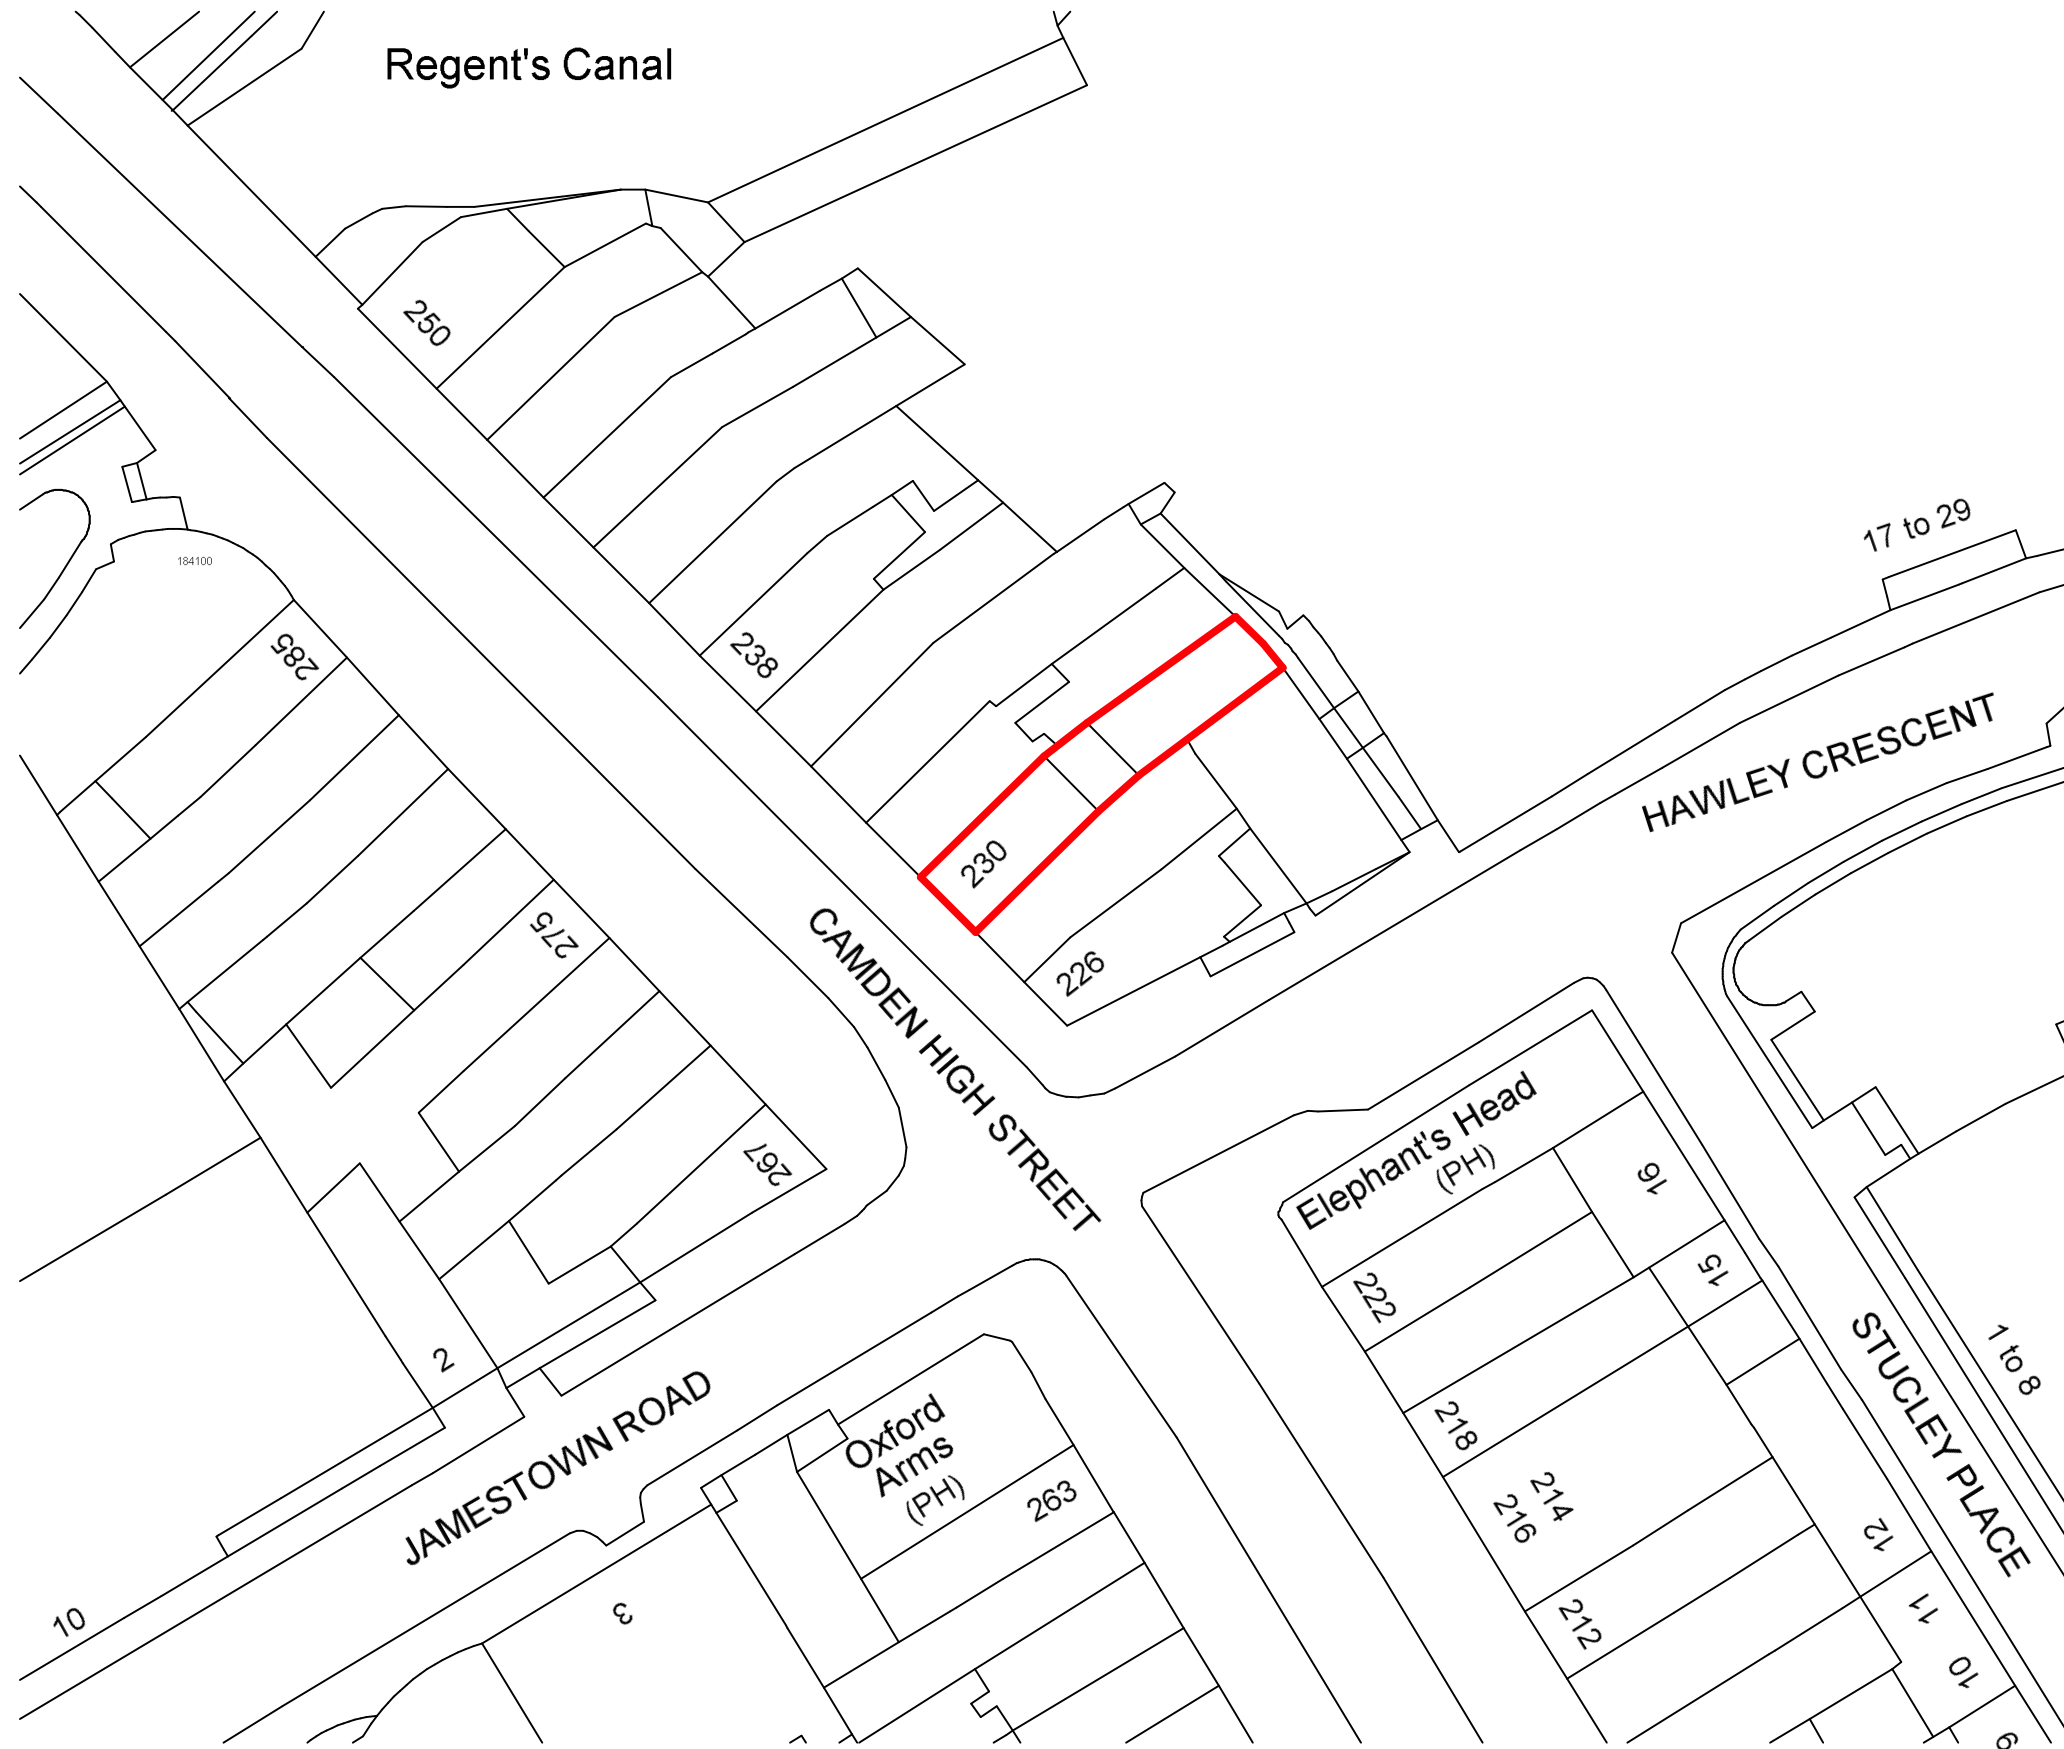 Regent's Canal
250
17 to 29
184100
285
238
HAWLEY CRESCENT
230
275
CAMDEN HIGH STREET
226
Elephant's Head
(PH)
267
16
15
222
2
STUCLEY PLACE
1 to 8
JAMESTOWN ROAD
Oxford
Arms
(PH)
263
218
214
216
12
10
3
212
11
10
9